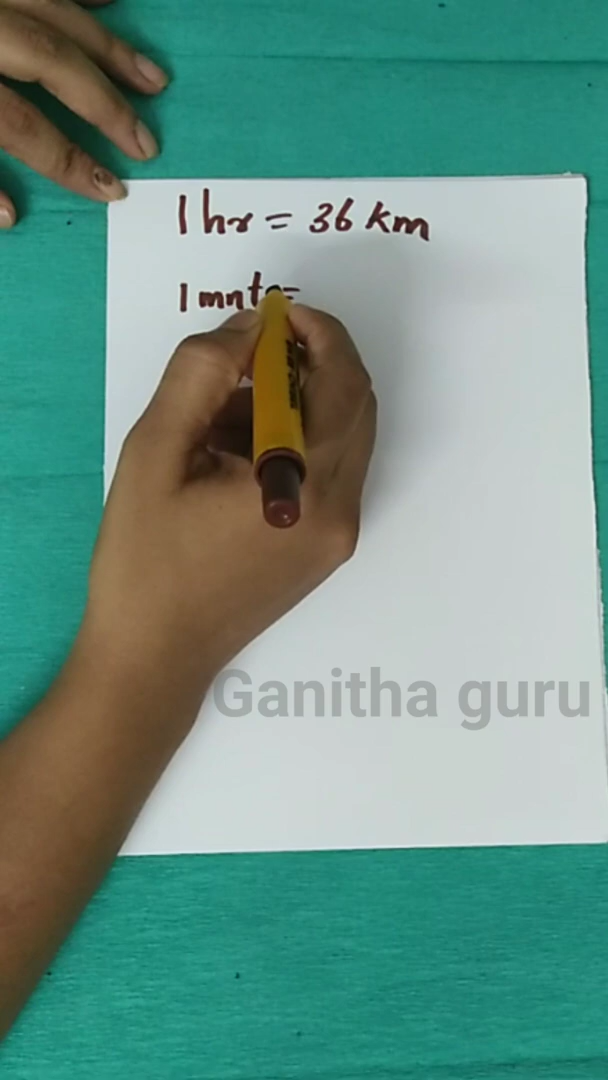 1 hr = 36 km
1 mnt =
Ganitha guru